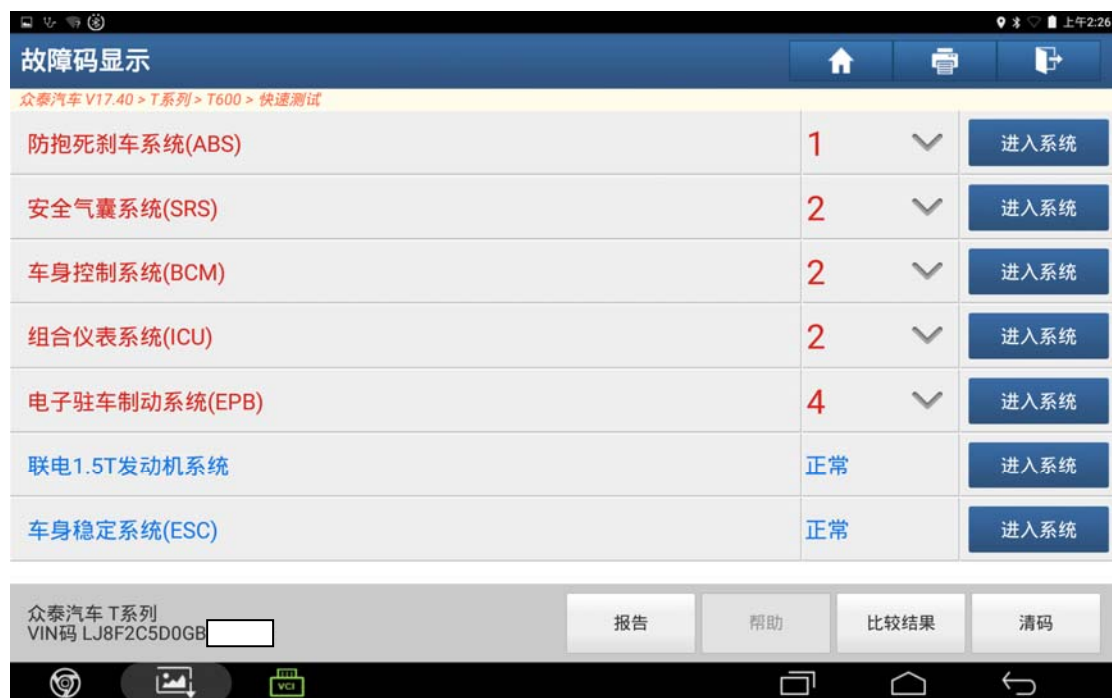 上午2:26
故障码显示
众泰汽车 V17.40 > T系列 > T600 > 快速测试
防抱死刹车系统(ABS) 1 进入系统
安全气囊系统(SRS) 2 进入系统
车身控制系统(BCM) 2 进入系统
组合仪表系统(ICU) 2 进入系统
电子驻车制动系统(EPB) 4 进入系统
联电1.5T发动机系统 正常 进入系统
车身稳定系统(ESC) 正常 进入系统
众泰汽车 T系列
VIN码 LJ8F2C5D0GB
报告 帮助 比较结果 清码
VCI